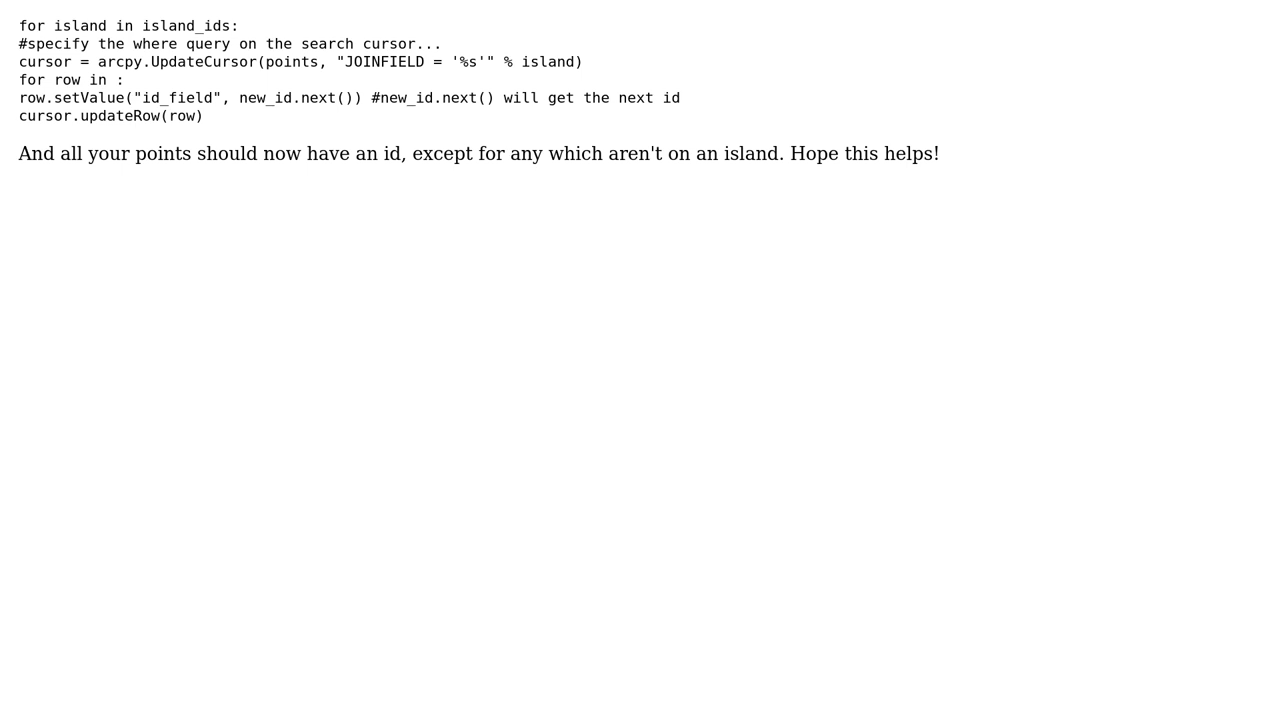 for island in island_ids:
#specify the where query on the search cursor...
cursor = arcpy.UpdateCursor(points, "JOINFIELD = '%s'" % island)
for row in :
row.setValue("id_field", new_id.next()) #new_id.next() will get the next id
cursor.updateRow(row)
And all your points should now have an id, except for any which aren't on an island. Hope this helps!